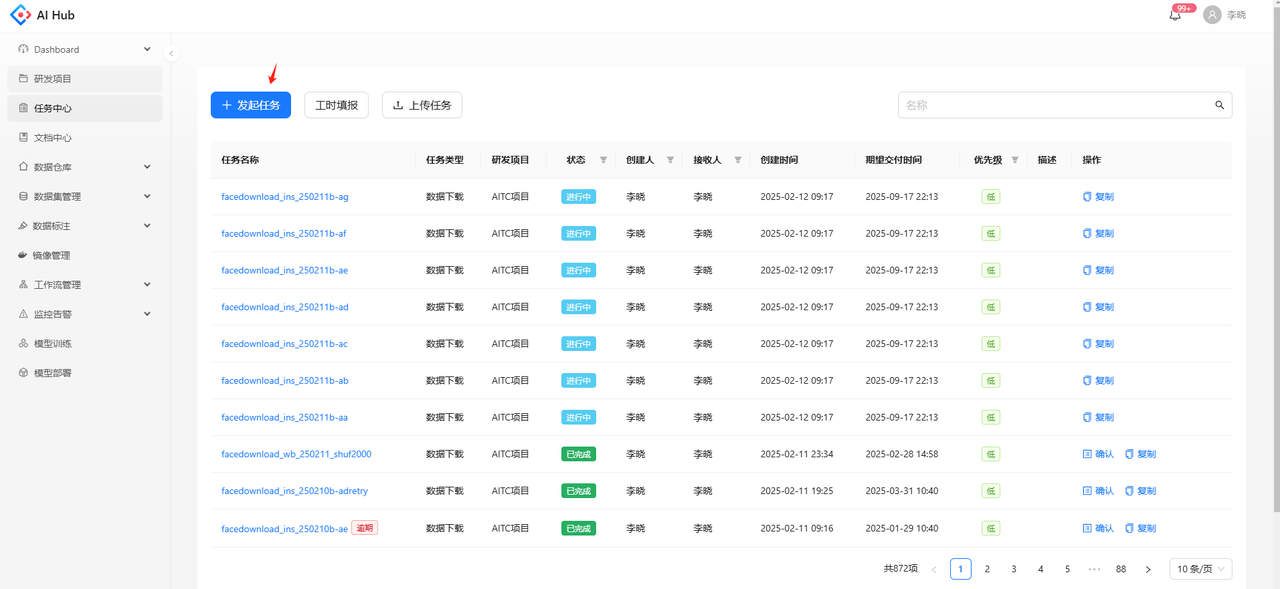 AI Hub
99+
李晓
Dashboard
研发项目
任务中心
文档中心
数据仓库
数据集管理
数据标注
镜像管理
工作流管理
监控告警
模型训练
模型部署
发起任务 工时填报 上传任务 名称
任务名称 任务类型 研发项目 状态 创建人 接收人 创建时间 期望交付时间 优先级 描述 操作
facedownload_ins_250211b-ag 数据下载 AITC项目 进行中 李晓 李晓 2025-02-12 09:17 2025-09-17 22:13 低 复制
facedownload_ins_250211b-af 数据下载 AITC项目 进行中 李晓 李晓 2025-02-12 09:17 2025-09-17 22:13 低 复制
facedownload_ins_250211b-ae 数据下载 AITC项目 进行中 李晓 李晓 2025-02-12 09:17 2025-09-17 22:13 低 复制
facedownload_ins_250211b-ad 数据下载 AITC项目 进行中 李晓 李晓 2025-02-12 09:17 2025-09-17 22:13 低 复制
facedownload_ins_250211b-ac 数据下载 AITC项目 进行中 李晓 李晓 2025-02-12 09:17 2025-09-17 22:13 低 复制
facedownload_ins_250211b-ab 数据下载 AITC项目 进行中 李晓 李晓 2025-02-12 09:17 2025-09-17 22:13 低 复制
facedownload_ins_250211b-aa 数据下载 AITC项目 进行中 李晓 李晓 2025-02-12 09:17 2025-09-17 22:13 低 复制
facedownload_wb_250211_shuf2000 数据下载 AITC项目 已完成 李晓 李晓 2025-02-11 23:34 2025-02-28 14:58 低 确认 复制
facedownload_ins_250210b-adretry 数据下载 AITC项目 已完成 李晓 李晓 2025-02-11 19:25 2025-03-31 10:40 低 确认 复制
facedownload_ins_250210b-ae 逾期 数据下载 AITC项目 已完成 李晓 李晓 2025-02-11 09:16 2025-01-29 10:40 低 确认 复制
共872项 1 2 3 4 5 ··· 88 10 条/页